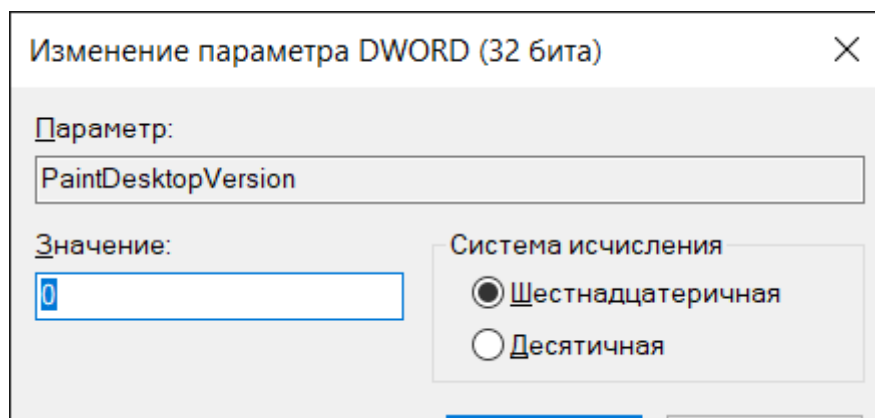 Изменение параметра DWORD (32 бита)
Параметр:
PaintDesktopVersion
Значение:
0
Система исчисления
Шестнадцатеричная
Десятичная